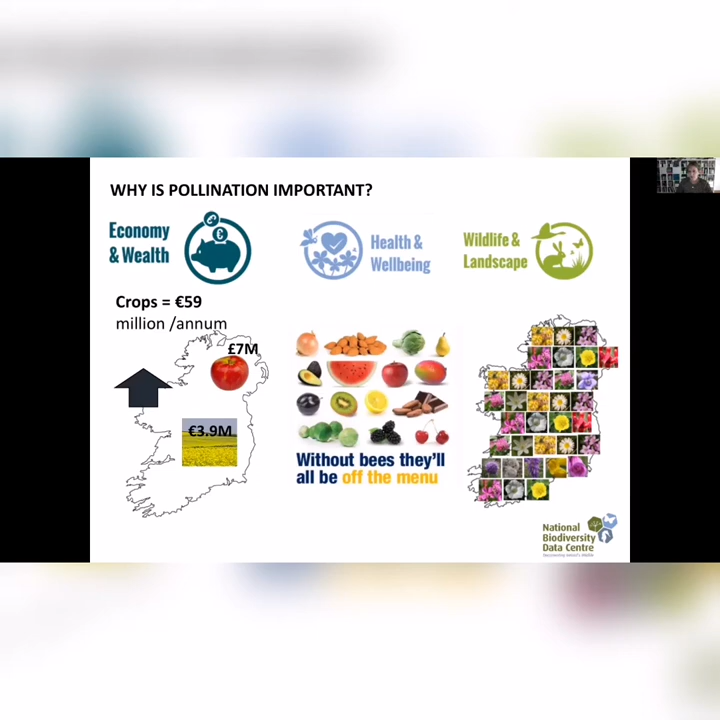 WHY IS POLLINATION IMPORTANT?
Economy
& Wealth
Health &
Wellbeing
Wildlife &
Landscape
Crops = €59
million /annum
£7M
€3.9M
Without bees they'll
all be off the menu
National
Biodiversity
Data Centre